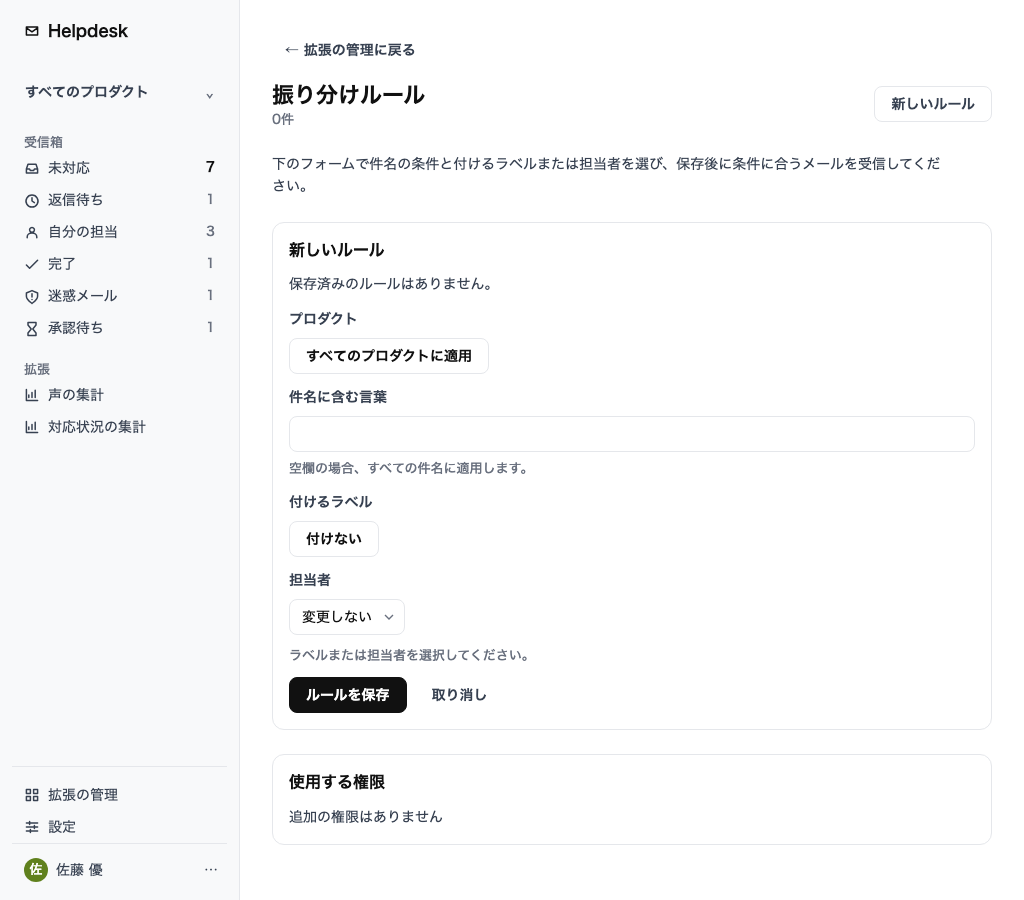 Helpdesk
すべてのプロダクト
受信箱
未対応 7
返信待ち 1
自分の担当 3
完了 1
迷惑メール 1
承認待ち 1
拡張
声の集計
対応状況の集計
拡張の管理
設定
佐 佐藤 優 ...
← 拡張の管理に戻る
振り分けルール
0件
新しいルール
下のフォームで件名の条件と付けるラベルまたは担当者を選び、保存後に条件に合うメールを受信してくだ
さい。
新しいルール
保存済みのルールはありません。
プロダクト
すべてのプロダクトに適用
件名に含む言葉
空欄の場合、すべての件名に適用します。
付けるラベル
付けない
担当者
変更しない
ラベルまたは担当者を選択してください。
ルールを保存 取り消し
使用する権限
追加の権限はありません